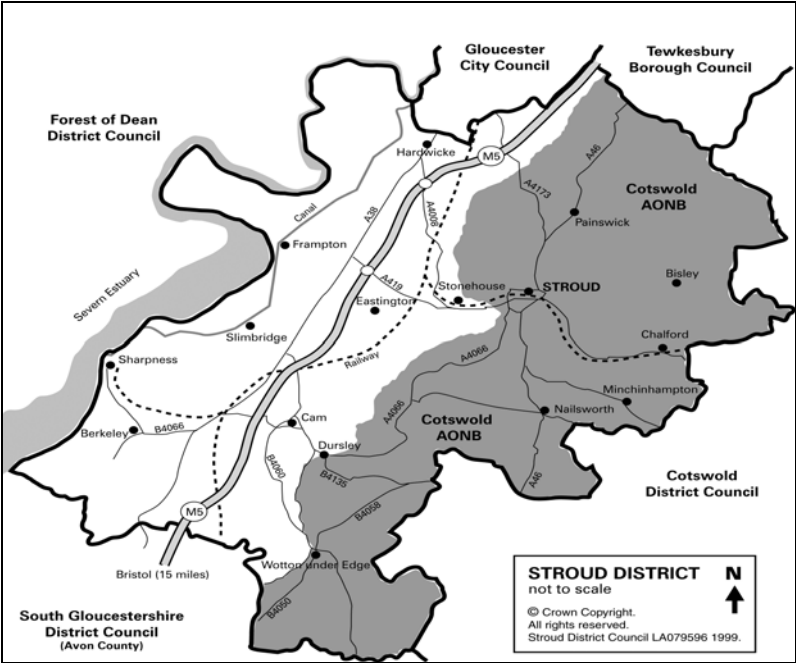 Gloucester
City Council
Tewkesbury
Borough Council
Forest of Dean
District Council
Hardwicke
M5
A46
Cotswold
AONB
A4173
A38
A4008
Canal
Painswick
Frampton
Severn Estuary
A419
Stonehouse
STROUD
Bisley
Eastington
Slimbridge
Chalford
Sharpness
Railway
A4066
Minchinhampton
A4066
Nailsworth
Cam
Cotswold
AONB
Berkeley
B4066
Dursley
B4060
B4135
A46
Cotswold
District Council
B4058
M5
Wotton under Edge
Bristol (15 miles)
B4050
South Gloucestershire
District Council
(Avon County)
STROUD DISTRICT N
not to scale
© Crown Copyright.
All rights reserved.
Stroud District Council LA079596 1999.